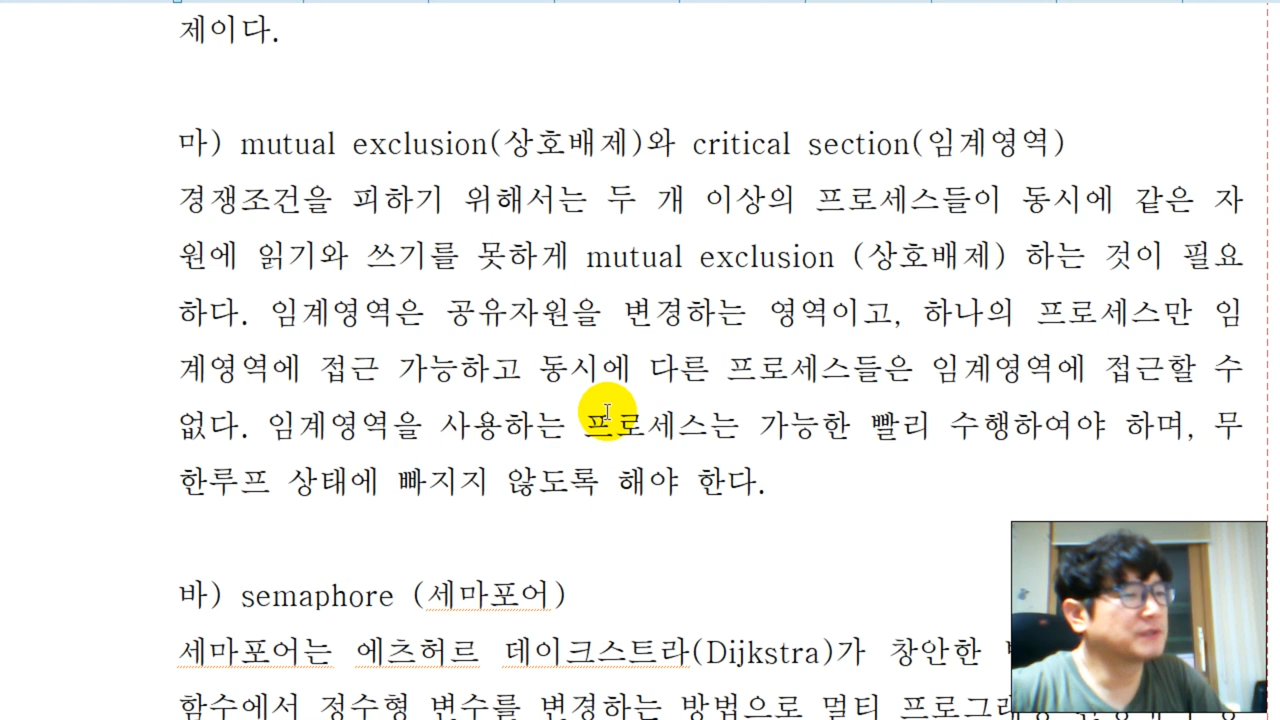 제이다.
마) mutual exclusion(상호배제)와 critical section(임계영역)
경쟁조건을 피하기 위해서는 두 개 이상의 프로세스들이 동시에 같은 자
원에 읽기와 쓰기를 못하게 mutual exclusion (상호배제) 하는 것이 필요
하다. 임계영역은 공유자원을 변경하는 영역이고, 하나의 프로세스만 임
계영역에 접근 가능하고 동시에 다른 프로세스들은 임계영역에 접근할 수
없다. 임계영역을 사용하는 프로세스는 가능한 빨리 수행하여야 하며, 무
한루프 상태에 빠지지 않도록 해야 한다.
바) semaphore (세마포어)
세마포어는 에츠허르 데이크스트라(Dijkstra)가 창안한
함수에서 정수형 변수를 변경하는 방법으로 멀티